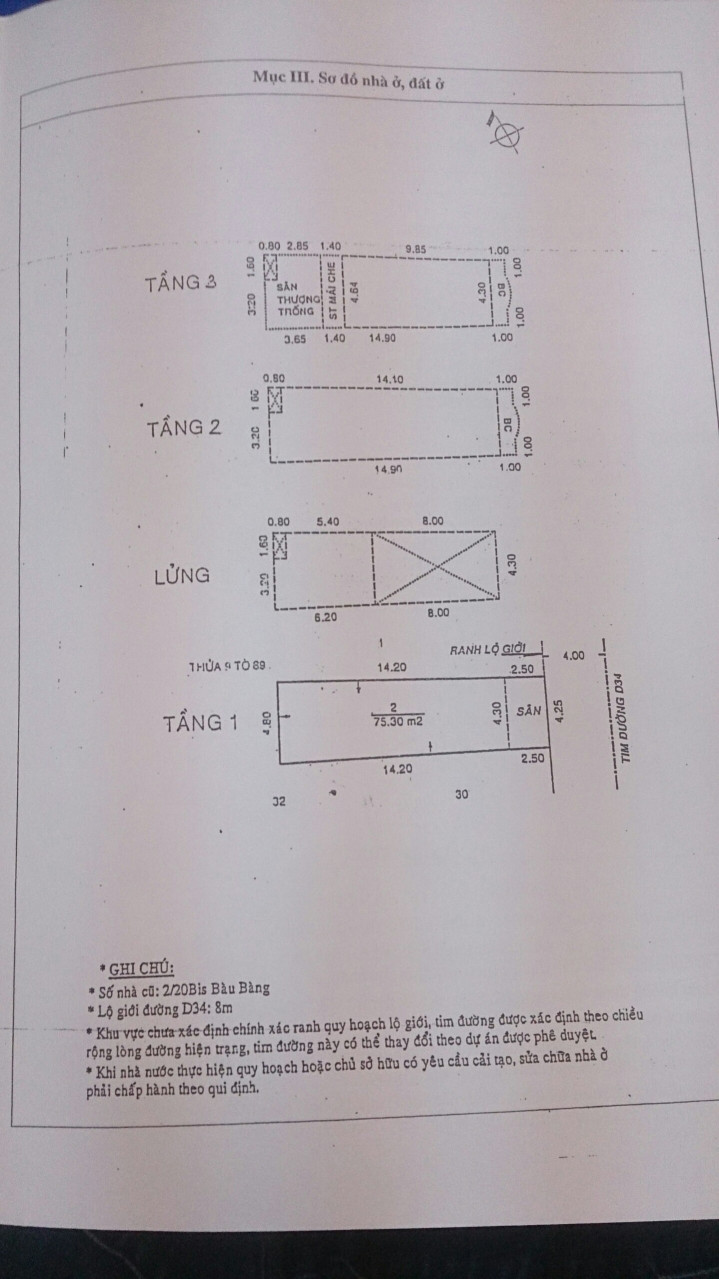 Mục III. Sơ đồ nhà ở, đất ở
0.80 2.85 1.40 9.85 1.00
TẦNG 3
1.60
3.20
SÂN
THƯỢNG
TRỐNG
ST MÁI CHE
4.64
4.30
BC
1.00
1.00
3.65 1.40 14.90 1.00
0.80 14.10 1.00
TẦNG 2
1 60
3.20
BC
1.00
1.00
14.90 1.00
0.80 5.40 8.00
LỬNG
1.60
3.20
4.30
6.20 8.00
1
RANH LỘ GIỚI
4.00
THỬA 9 TỜ 89
14.20 2.50
TẦNG 1
4.80
2
75.30 m2
4.30
SÂN
4.25
TIM ĐƯỜNG D34
14.20 2.50
32 30
* GHI CHÚ:
* Số nhà cũ: 2/20Bis Bàu Bàng
* Lộ giới đường D34: 8m
* Khu vực chưa xác định chính xác ranh quy hoạch lộ giới, tim đường được xác định theo chiều
rộng lòng đường hiện trạng, tim đường này có thể thay đổi theo dự án được phê duyệt.
* Khi nhà nước thực hiện quy hoạch hoặc chủ sở hữu có yêu cầu cải tạo, sửa chữa nhà ở
phải chấp hành theo qui định.